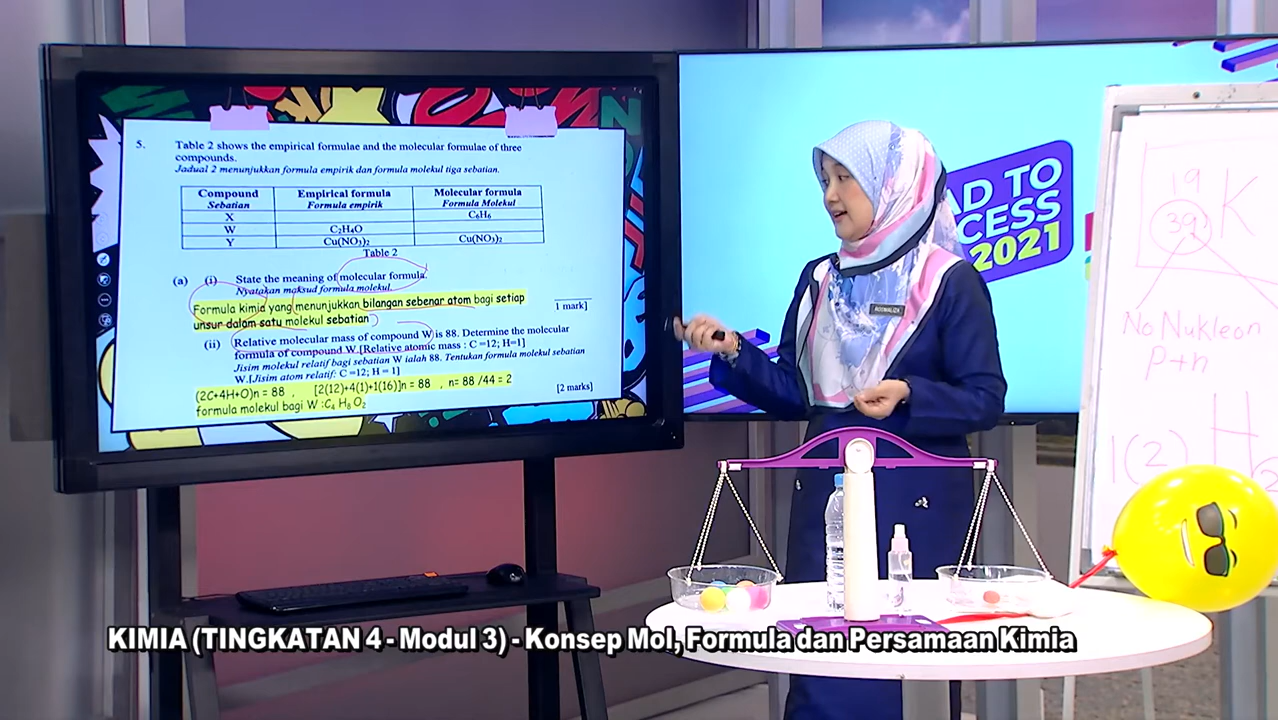 5. Table 2 shows the empirical formulae and the molecular formulae of three
compounds.
Jadual 2 menunjukkan formula empirik dan formula molekul tiga sebatian.
Compound Empirical formula Molecular formula
Sebatian Formula empirik Formula Molekul
X C₆H₆
W C₂H₄O
Y Cu(NO₃)₂ Cu(NO₃)₂
Table 2
(a) (i) State the meaning of molecular formula.
Nyatakan maksud formula molekul.
Formula kimia yang menunjukkan bilangan sebenar atom bagi setiap
unsur dalam satu molekul sebatian
1 mark]
(ii) Relative molecular mass of compound W is 88. Determine the molecular
formula of compound W.[Relative atomic mass : C =12; H=1]
Jisim molekul relatif bagi sebatian W ialah 88. Tentukan formula molekul sebatian
W.[Jisim atom relatif: C =12; H = 1]
(2C+4H+O)n = 88 , [2(12)+4(1)+1(16)]n = 88 , n= 88 /44 = 2
[2 marks]
formula molekul bagi W :C₄ H₈ O₂
AD TO
CESS
2021
19
39 K
No Nukleon
p+n
1(2) H₂
KIMIA (TINGKATAN 4 - Modul 3) - Konsep Mol, Formula dan Persamaan Kimia